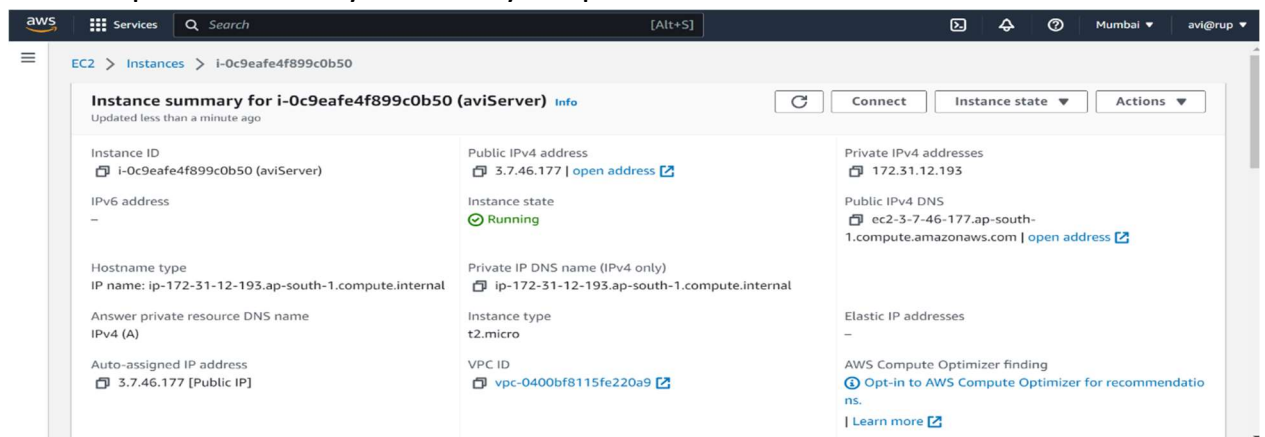 aws Services Search [Alt+S] Mumbai ▼ avi@rup ▼
EC2 > Instances > i-0c9eafe4f899c0b50
Instance summary for i-0c9eafe4f899c0b50 (aviServer) Info
Connect Instance state ▼ Actions ▼
Updated less than a minute ago
Instance ID
i-0c9eafe4f899c0b50 (aviServer)
Public IPv4 address
3.7.46.177 | open address
Private IPv4 addresses
172.31.12.193
IPv6 address
–
Instance state
Running
Public IPv4 DNS
ec2-3-7-46-177.ap-south-
1.compute.amazonaws.com | open address
Hostname type
IP name: ip-172-31-12-193.ap-south-1.compute.internal
Private IP DNS name (IPv4 only)
ip-172-31-12-193.ap-south-1.compute.internal
Answer private resource DNS name
IPv4 (A)
Instance type
t2.micro
Elastic IP addresses
–
Auto-assigned IP address
3.7.46.177 [Public IP]
VPC ID
vpc-0400bf8115fe220a9
AWS Compute Optimizer finding
Opt-in to AWS Compute Optimizer for recommendatio
ns.
| Learn more